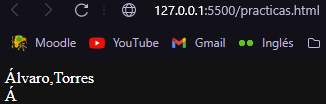 127.0.0.1:5500/practicas.html
Moodle YouTube Gmail Inglés
Álvaro,Torres
Á